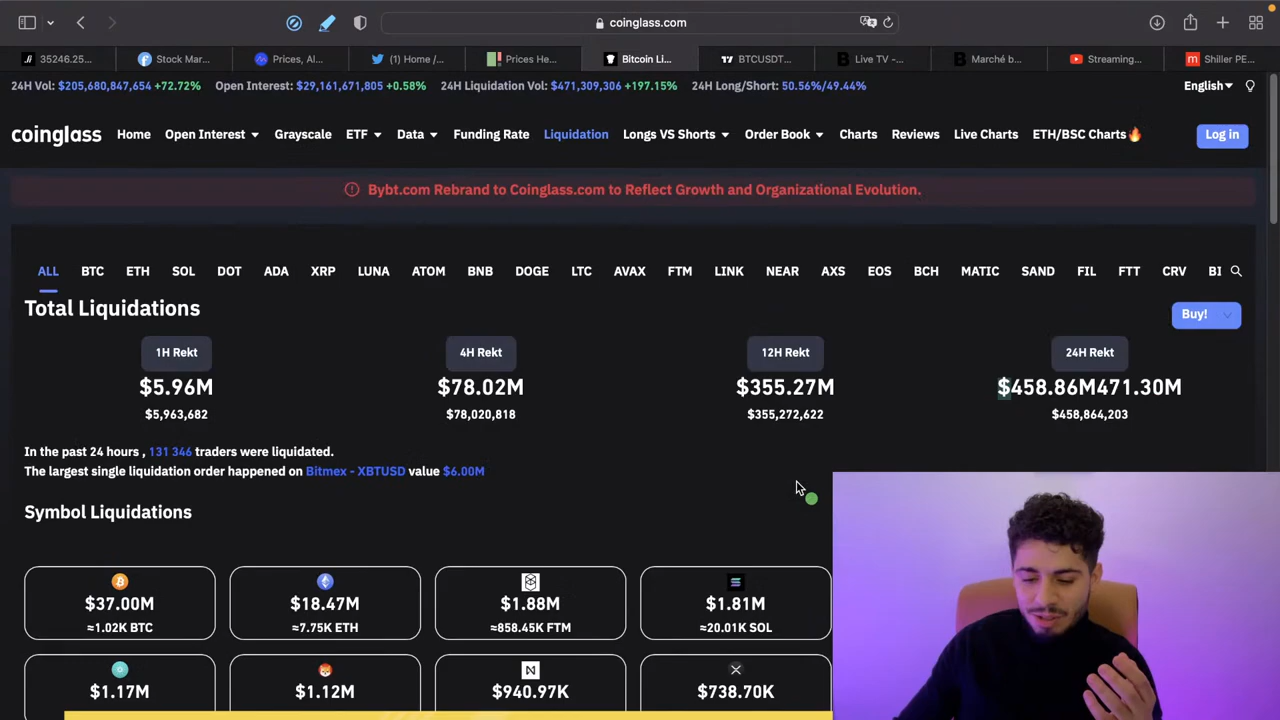 coinglass.com
35246.25...
Stock Mar...
Prices, Al...
(1) Home /...
Prices He...
Bitcoin Li...
BTCUSDT...
Live TV -...
Marché b...
Streaming...
Shiller PE...
24H Vol: $205,680,847,654 +72.72% Open Interest: $29,161,671,805 +0.58% 24H Liquidation Vol: $471,309,306 +197.15% 24H Long/Short: 50.56%/49.44% English
coinglass Home Open Interest Grayscale ETF Data Funding Rate Liquidation Longs VS Shorts Order Book Charts Reviews Live Charts ETH/BSC Charts🔥 Log in
Bybt.com Rebrand to Coinglass.com to Reflect Growth and Organizational Evolution.
ALL BTC ETH SOL DOT ADA XRP LUNA ATOM BNB DOGE LTC AVAX FTM LINK NEAR AXS EOS BCH MATIC SAND FIL FTT CRV BI
Total Liquidations
Buy!
1H Rekt 4H Rekt 12H Rekt 24H Rekt
$5.96M $78.02M $355.27M $458.86M471.30M
$5,963,682 $78,020,818 $355,272,622 $458,864,203
In the past 24 hours , 131 346 traders were liquidated.
The largest single liquidation order happened on Bitmex - XBTUSD value $6.00M
Symbol Liquidations
$37.00M $18.47M $1.88M $1.81M
≈1.02K BTC ≈7.75K ETH ≈858.45K FTM ≈20.01K SOL
$1.17M $1.12M $940.97K $738.70K